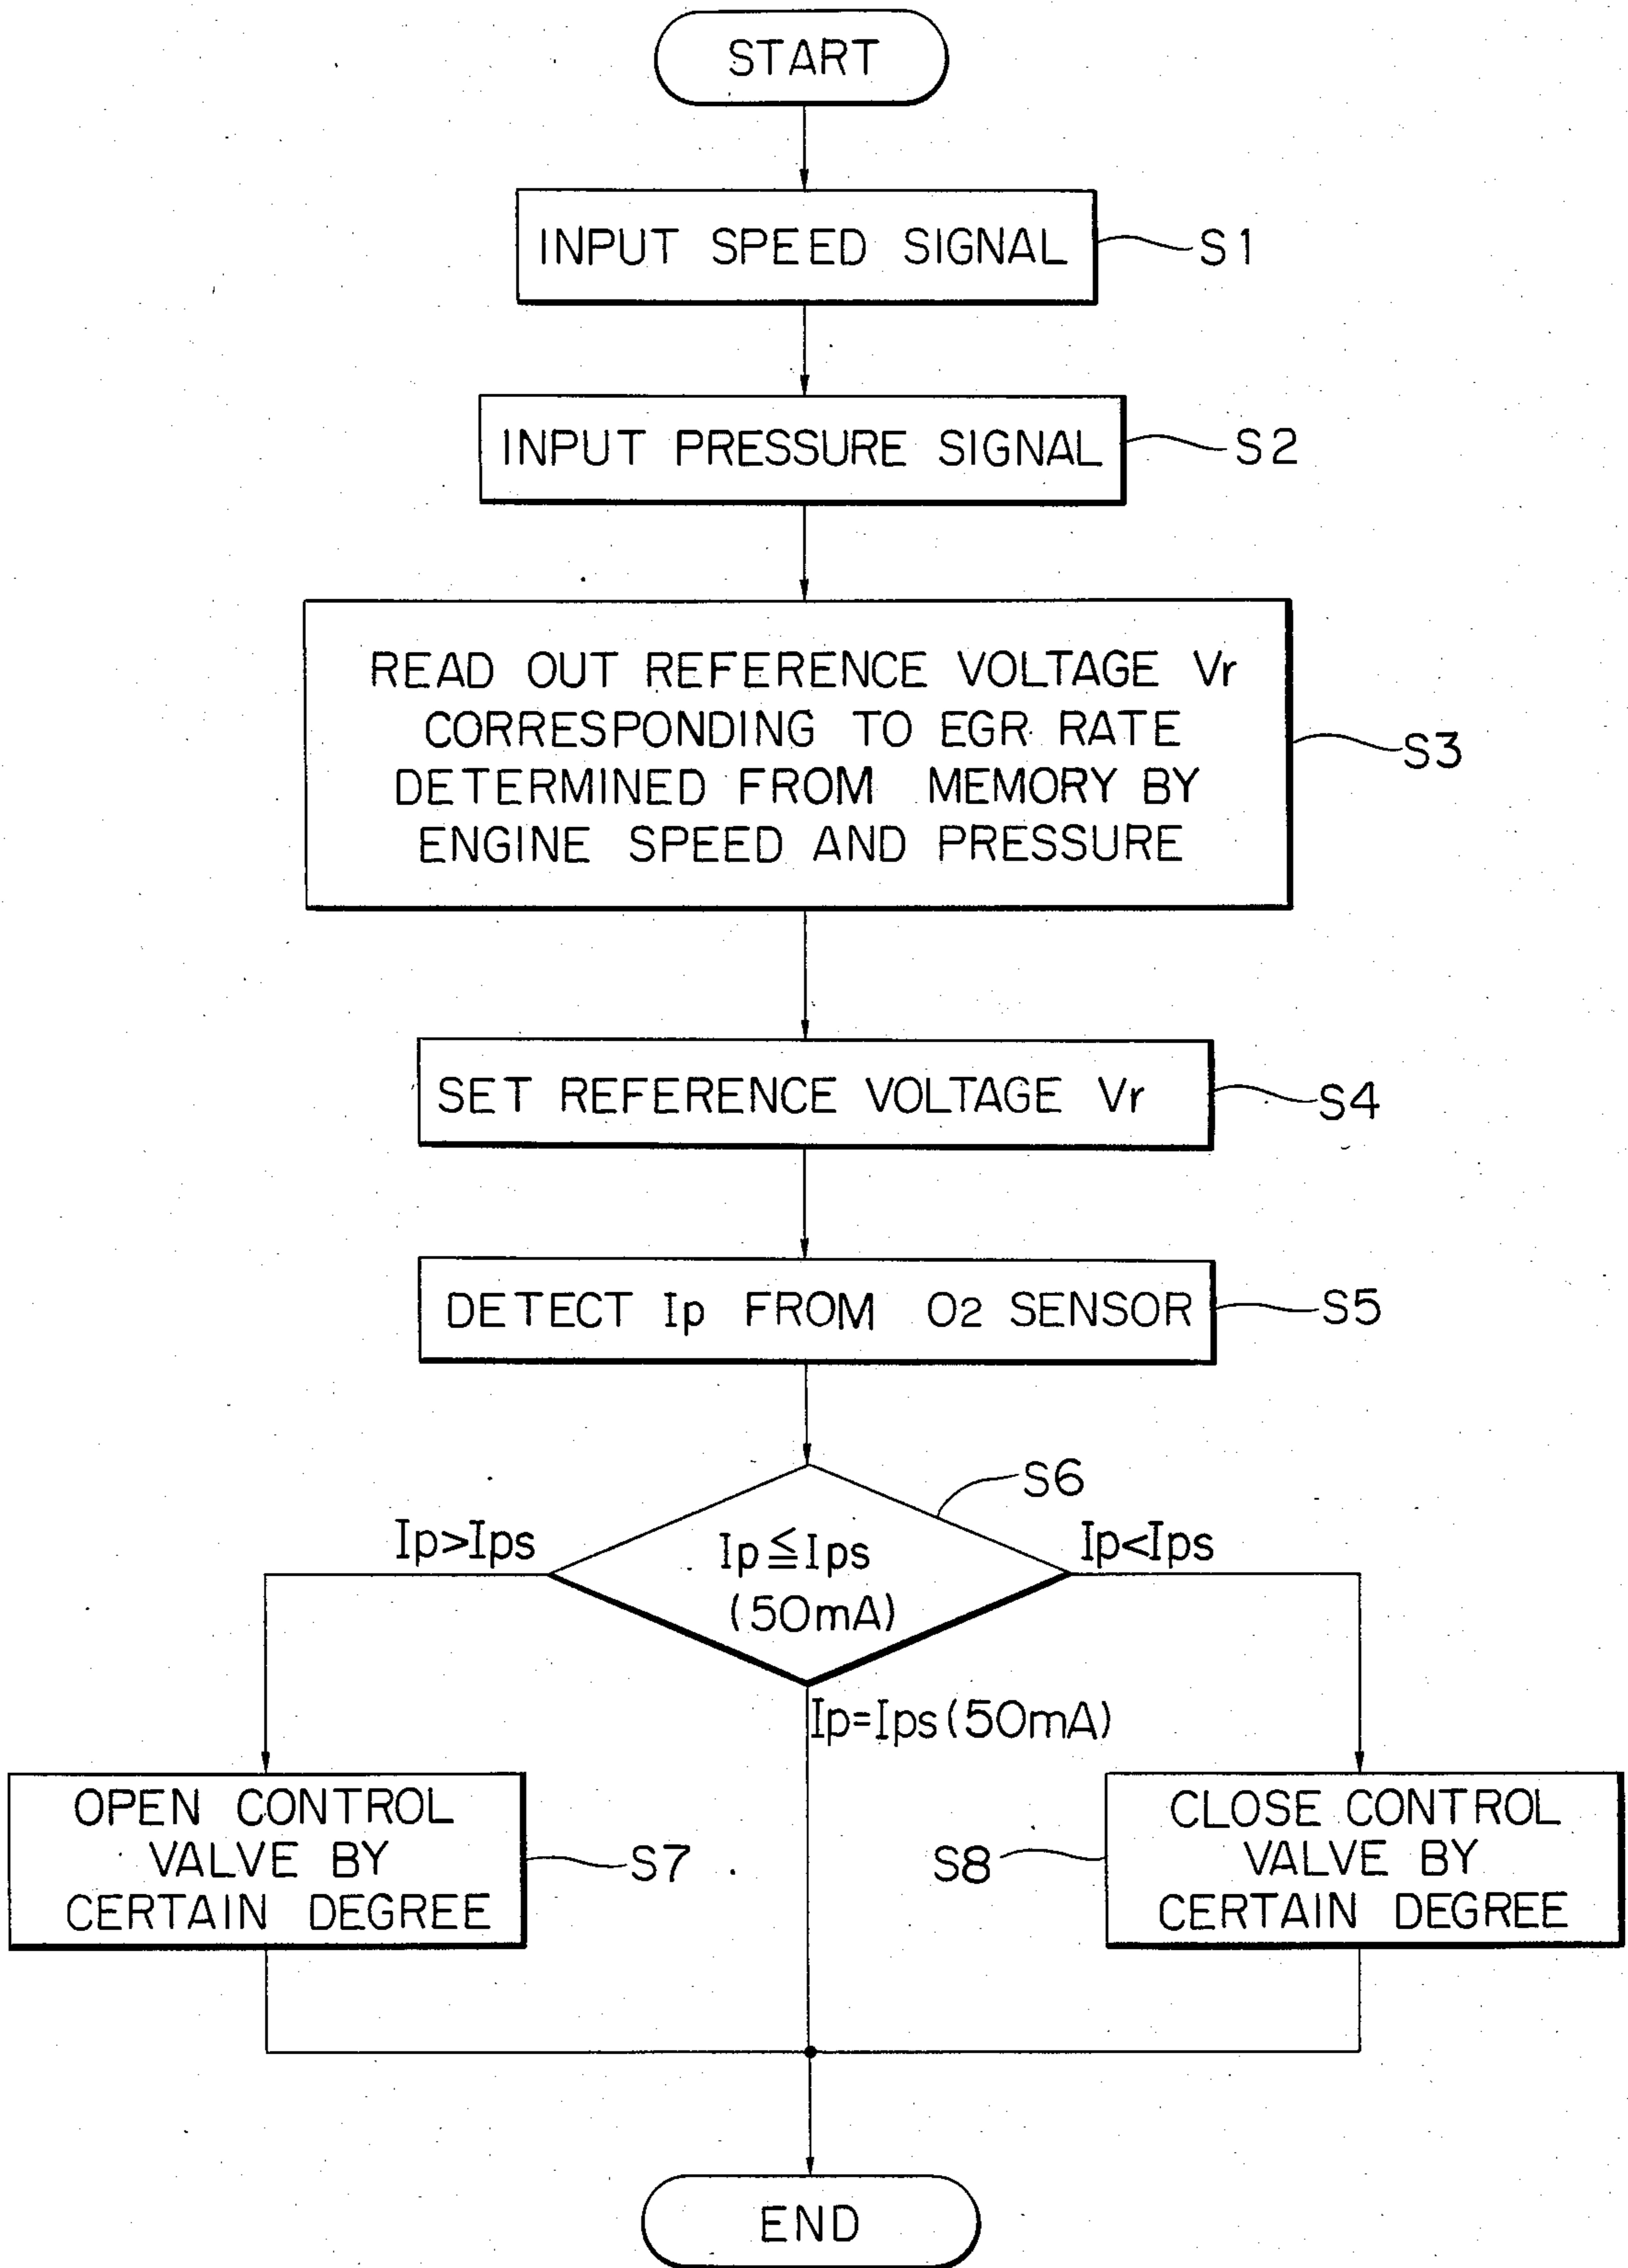 START
INPUT SPEED SIGNAL
S1
INPUT PRESSURE SIGNAL
S2
READ OUT REFERENCE VOLTAGE Vr
CORRESPONDING TO EGR RATE
DETERMINED FROM MEMORY BY
ENGINE SPEED AND PRESSURE
S3
SET REFERENCE VOLTAGE Vr
S4
DETECT Ip FROM O2 SENSOR
S5
S6
Ip>Ips
Ip≦Ips
(50mA)
Ip<Ips
Ip=Ips(50mA)
OPEN CONTROL
VALVE BY
CERTAIN DEGREE
S7
S8
CLOSE CONTROL
VALVE BY
CERTAIN DEGREE
END